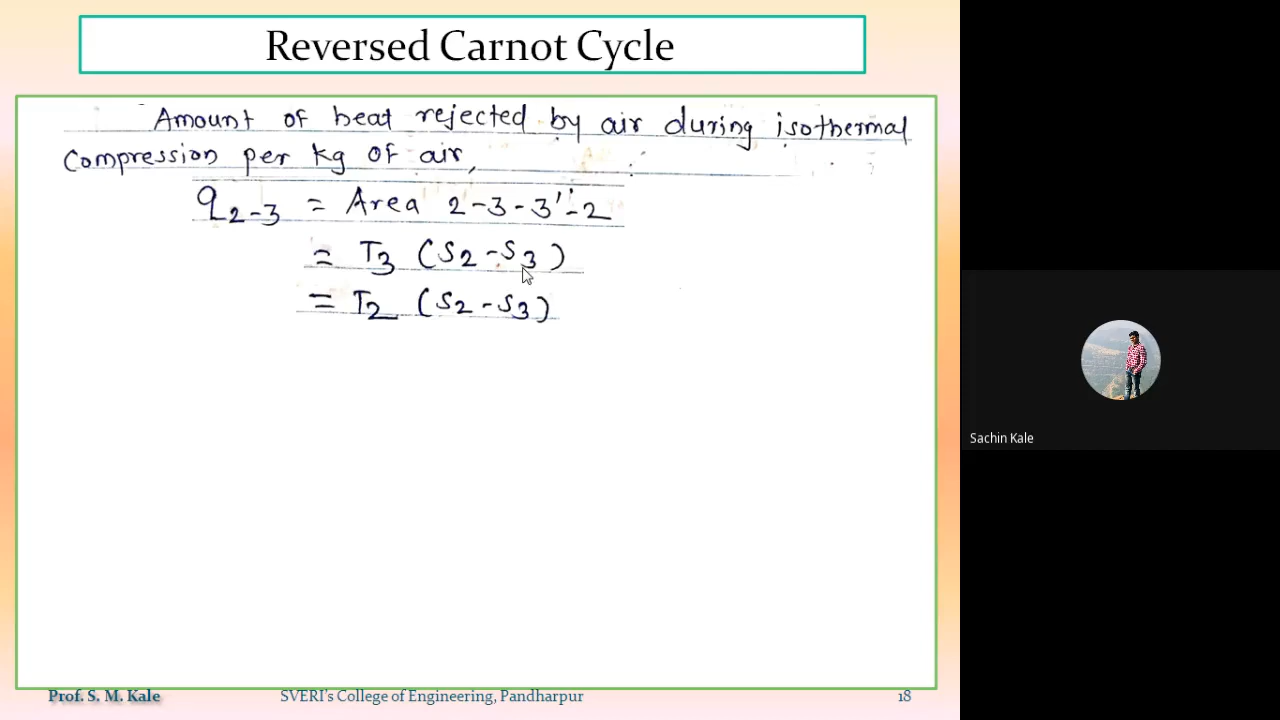 Reversed Carnot Cycle
Amount of heat rejected by air during isothermal
compression per kg of air,
q2-3 = Area 2-3-3'-2
= T3 (S2-S3)
= T2 (S2-S3)
Sachin Kale
Prof. S. M. Kale SVERI's College of Engineering, Pandharpur 18